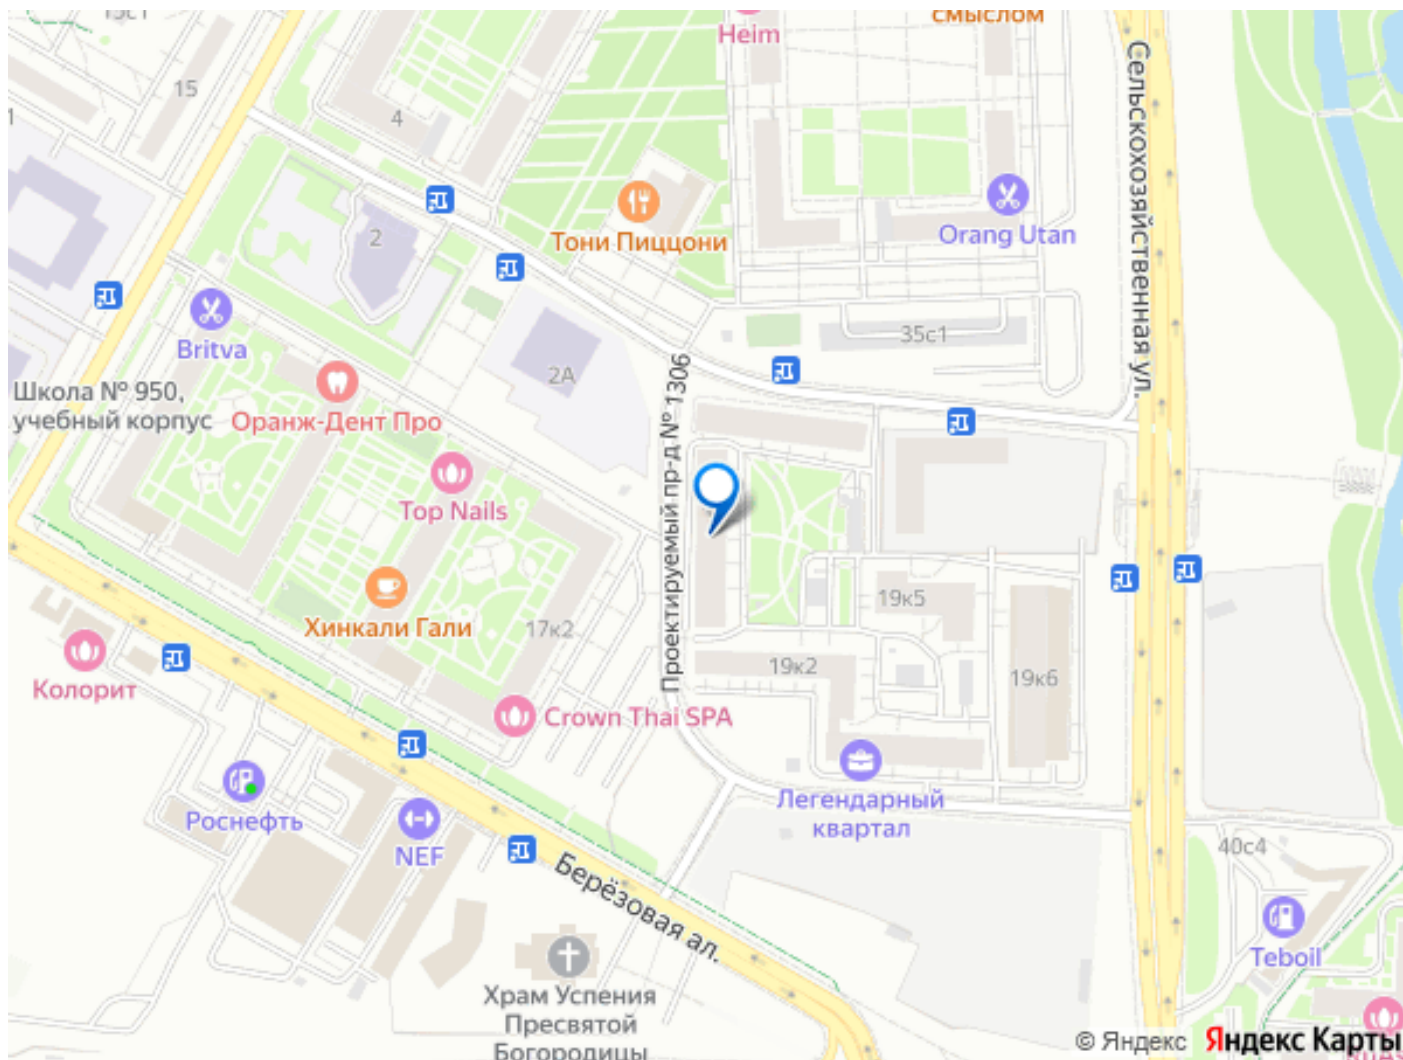 смыслом
Heim
15
4
1
Сельскохозяйственная ул.
Тони Пиццони
Orang Utan
2
Britva
35с1
2А
Школа № 950,
учебный корпус
Оранж-Дент Про
Проектируемый пр-д № 1306
Top Nails
Хинкали Гали
17к2
19к5
19к2
19к6
Колорит
Crown Thai SPA
Роснефть
NEF
Легендарный
квартал
40с4
Берёзовая ал.
Teboil
Храм Успения
Пресвятой
Богородицы
© Яндекс Яндекс Карты